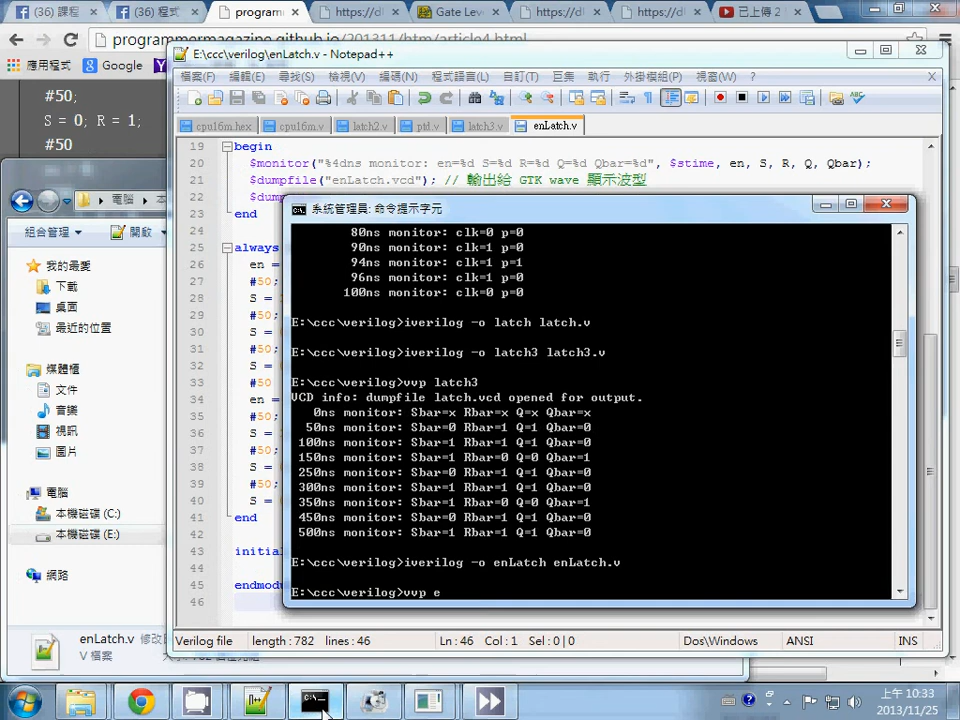 (36) 課程
(36) 程式
program
https://dl
Gate Leve
https://dl
https://dl
已上傳 2
programmermagazine.github.io/201311/htm/article4.html
應用程式
Google
#50;
S = 0; R = 1;
#50
E:\ccc\verilog\enLatch.v - Notepad++
檔案(F) 編輯(E) 尋找(S) 檢視(V) 編碼(N) 程式語言(L) 自訂(T) 巨集 執行 外掛模組(P) 視窗(W) ? X
cpu16m.hex
cpu16m.v
latch2.v
ptd.v
latch3.v
enLatch.v
19 begin
20 $monitor("%4dns monitor: en=%d S=%d R=%d Q=%d Qbar=%d", $stime, en, S, R, Q, Qbar);
21 $dumpfile("enLatch.vcd"); // 輸出給 GTK wave 顯示波型
22 $dump
23 end
24
25 always
26 en =
27 #50;
28 S =
29 #50;
30 S =
31 #50;
32 S =
33 #50
34 en =
35 #50;
36 S =
37 #50;
38 S =
39 #50;
40 S =
41 end
42
43 initia
44
45 endmodu
46
電腦
組合管理
開啟
我的最愛
下載
桌面
最近的位置
媒體櫃
文件
音樂
視訊
圖片
電腦
本機磁碟 (C:)
本機磁碟 (E:)
網路
enLatch.v 修改日
V 檔案
系統管理員: 命令提示字元
80ns monitor: clk=0 p=0
90ns monitor: clk=1 p=0
94ns monitor: clk=1 p=1
96ns monitor: clk=0 p=0
100ns monitor: clk=0 p=0
E:\ccc\verilog>iverilog -o latch latch.v
E:\ccc\verilog>iverilog -o latch3 latch3.v
E:\ccc\verilog>vvp latch3
VCD info: dumpfile latch.vcd opened for output.
0ns monitor: Sbar=x Rbar=x Q=x Qbar=x
50ns monitor: Sbar=0 Rbar=1 Q=1 Qbar=0
100ns monitor: Sbar=1 Rbar=1 Q=1 Qbar=0
150ns monitor: Sbar=1 Rbar=0 Q=0 Qbar=1
250ns monitor: Sbar=0 Rbar=1 Q=1 Qbar=0
300ns monitor: Sbar=1 Rbar=1 Q=1 Qbar=0
350ns monitor: Sbar=1 Rbar=0 Q=0 Qbar=1
450ns monitor: Sbar=0 Rbar=1 Q=1 Qbar=0
500ns monitor: Sbar=1 Rbar=1 Q=1 Qbar=0
E:\ccc\verilog>iverilog -o enLatch enLatch.v
E:\ccc\verilog>vvp e
Verilog file length : 782 lines : 46 Ln : 46 Col : 1 Sel : 0 | 0 Dos\Windows ANSI INS
上午 10:33
2013/11/25